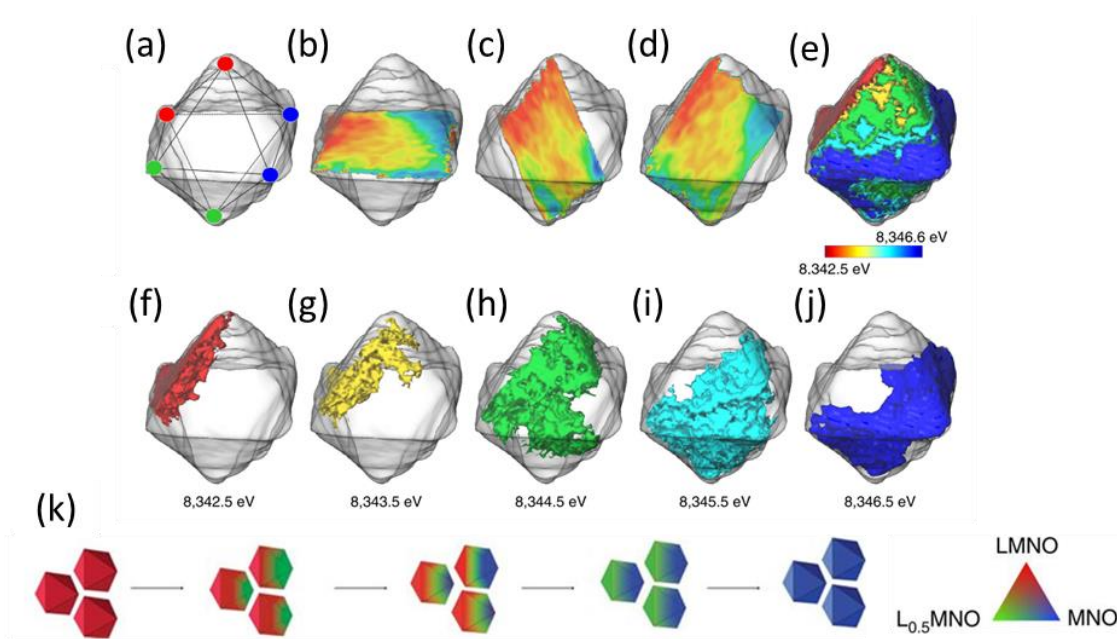 (a)
(b)
(c)
(d)
(e)
8,346.6 eV
8.342.5 eV
(f)
(g)
(h)
(i)
(j)
8,342.5 eV
8,343.5 eV
8,344.5 eV
8,345.5 eV
8,346.5 eV
(k)
LMNO
L0.5MNO
MNO